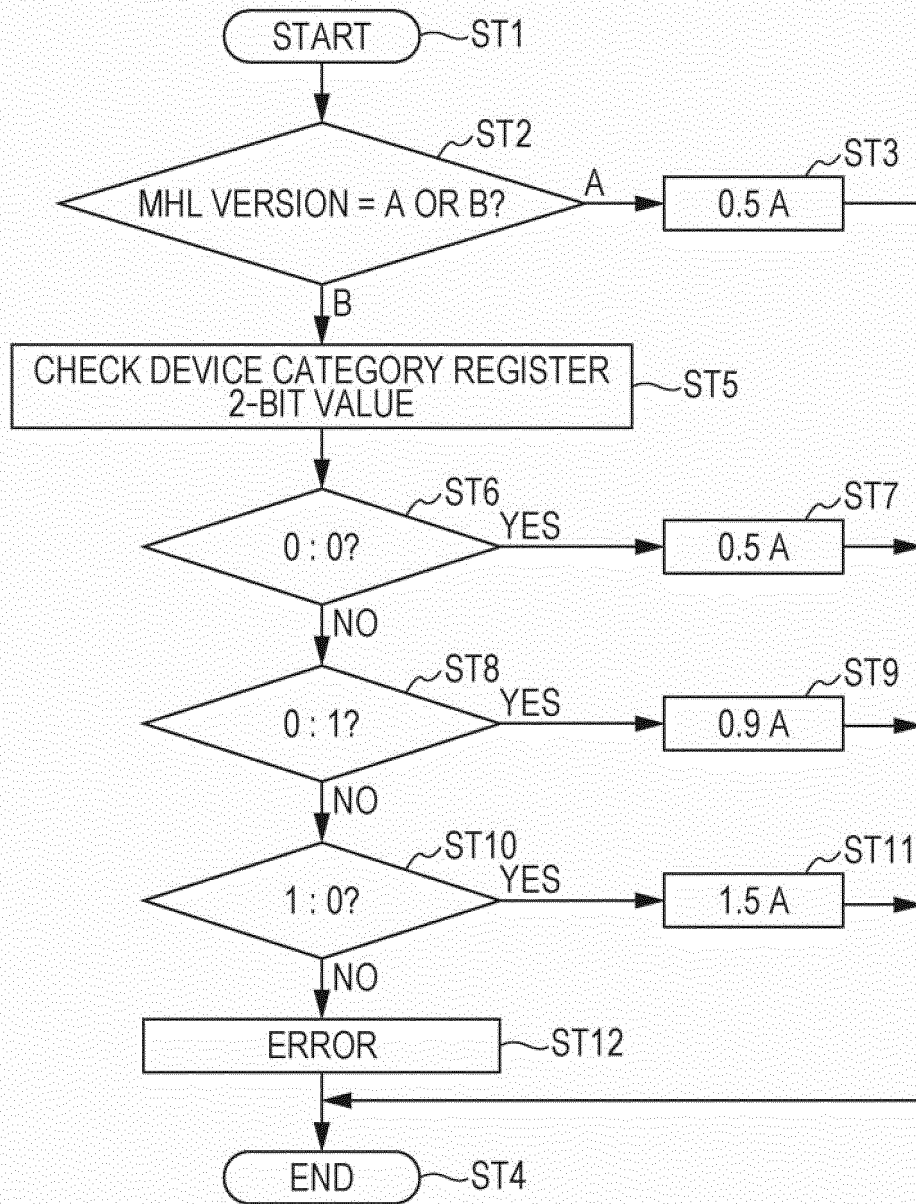 START
ST1
ST2
MHL VERSION = A OR B?
A
ST3
0.5 A
B
CHECK DEVICE CATEGORY REGISTER
2-BIT VALUE
ST5
ST6
0 : 0?
YES
ST7
0.5 A
NO
ST8
0 : 1?
YES
ST9
0.9 A
NO
ST10
1 : 0?
YES
ST11
1.5 A
NO
ERROR
ST12
END
ST4